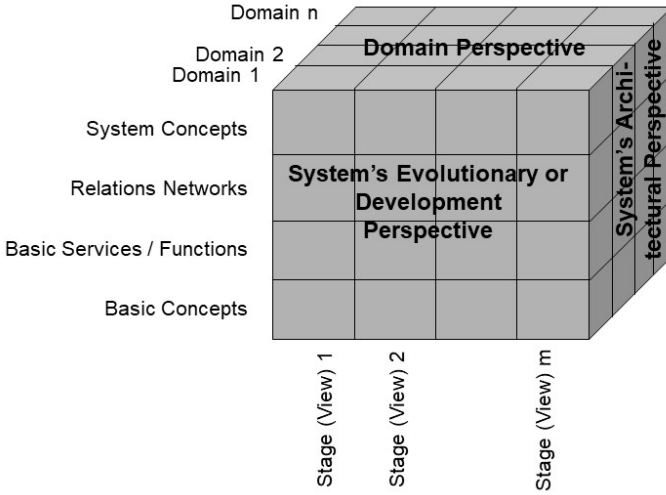 Domain n
Domain 2
Domain 1
Domain Perspective
System Concepts
Relations Networks
Basic Services / Functions
Basic Concepts
System's Evolutionary or
Development
Perspective
System's Archi-
tectural Perspective
Stage (View) 1
Stage (View) 2
Stage (View) m